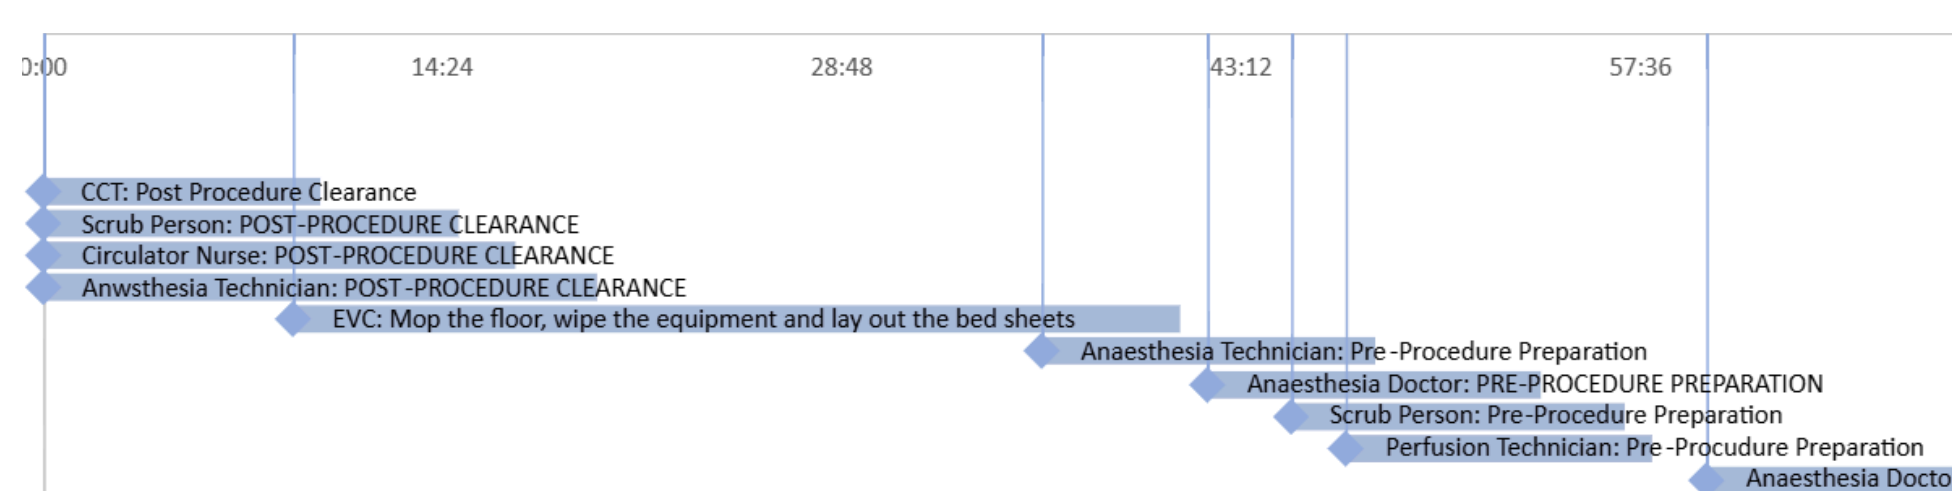 0:00 14:24 28:48 43:12 57:36
CCT: Post Procedure Clearance
Scrub Person: POST-PROCEDURE CLEARANCE
Circulator Nurse: POST-PROCEDURE CLEARANCE
Anwsthesia Technician: POST-PROCEDURE CLEARANCE
EVC: Mop the floor, wipe the equipment and lay out the bed sheets
Anaesthesia Technician: Pre-Procedure Preparation
Anaesthesia Doctor: PRE-PROCEDURE PREPARATION
Scrub Person: Pre-Procedure Preparation
Perfusion Technician: Pre-Procudure Preparation
Anaesthesia Docto